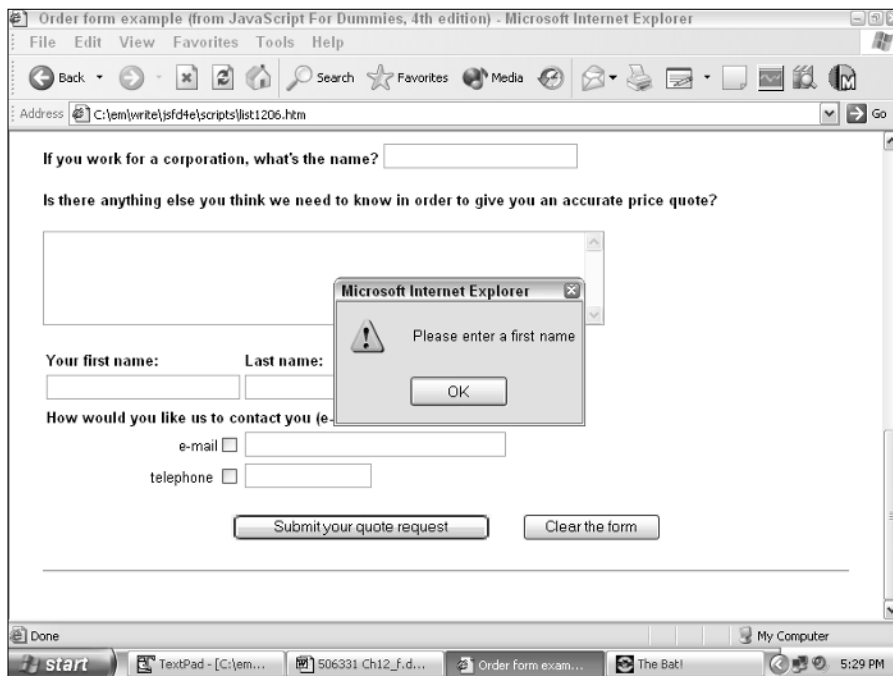 Order form example (from JavaScript For Dummies, 4th edition) - Microsoft Internet Explorer
File Edit View Favorites Tools Help
Back Search Favorites Media
Address C:\em\write\jsfd4e\scripts\list1206.htm Go
If you work for a corporation, what's the name?
Is there anything else you think we need to know in order to give you an accurate price quote?
Microsoft Internet Explorer
Please enter a first name
OK
Your first name: Last name:
How would you like us to contact you (e-
e-mail
telephone
Submit your quote request Clear the form
Done My Computer
start TextPad - [C:\em... 506331 Ch12_f.d... Order form exam... The Bat! 5:29 PM